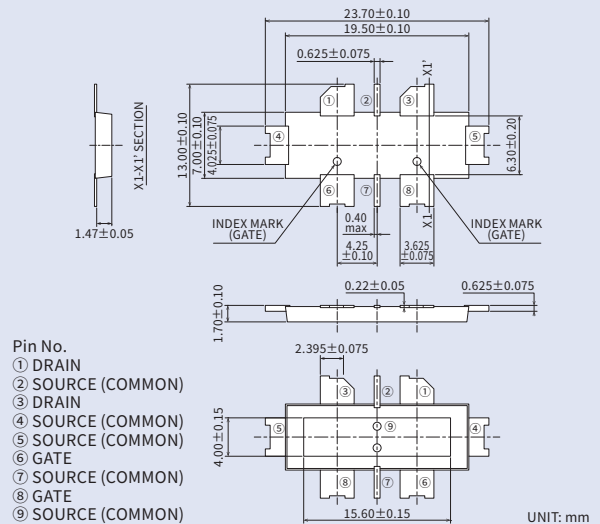 23.70±0.10
19.50±0.10
0.625±0.075
X1'
① ② ③
④ ⑤
X1-X1' SECTION
13.00±0.10
7.00±0.10
4.025±0.075
6.30±0.20
⑥ ⑦ ⑧
1.47±0.05
INDEX MARK
(GATE)
0.40
max
4.25
±0.10
X1
3.625
±0.075
INDEX MARK
(GATE)
0.22±0.05
0.625±0.075
1.70±0.10
2.395±0.075
③ ② ①
⑤ ⑨ ④
4.00±0.15
⑧ ⑦ ⑥
15.60±0.15
Pin No.
① DRAIN
② SOURCE (COMMON)
③ DRAIN
④ SOURCE (COMMON)
⑤ SOURCE (COMMON)
⑥ GATE
⑦ SOURCE (COMMON)
⑧ GATE
⑨ SOURCE (COMMON)
UNIT: mm